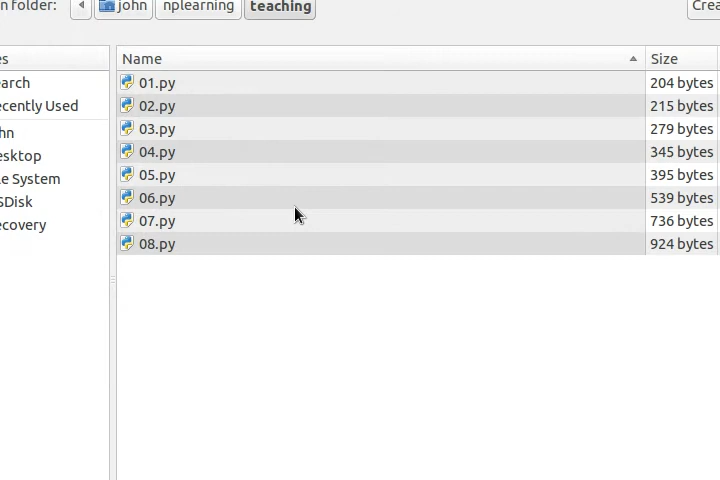 n folder: john nplearning teaching Crea
es Name Size
earch 01.py 204 bytes
ecently Used 02.py 215 bytes
03.py 279 bytes
hn
04.py 345 bytes
esktop
e System 05.py 395 bytes
SDisk 06.py 539 bytes
ecovery 07.py 736 bytes
08.py 924 bytes